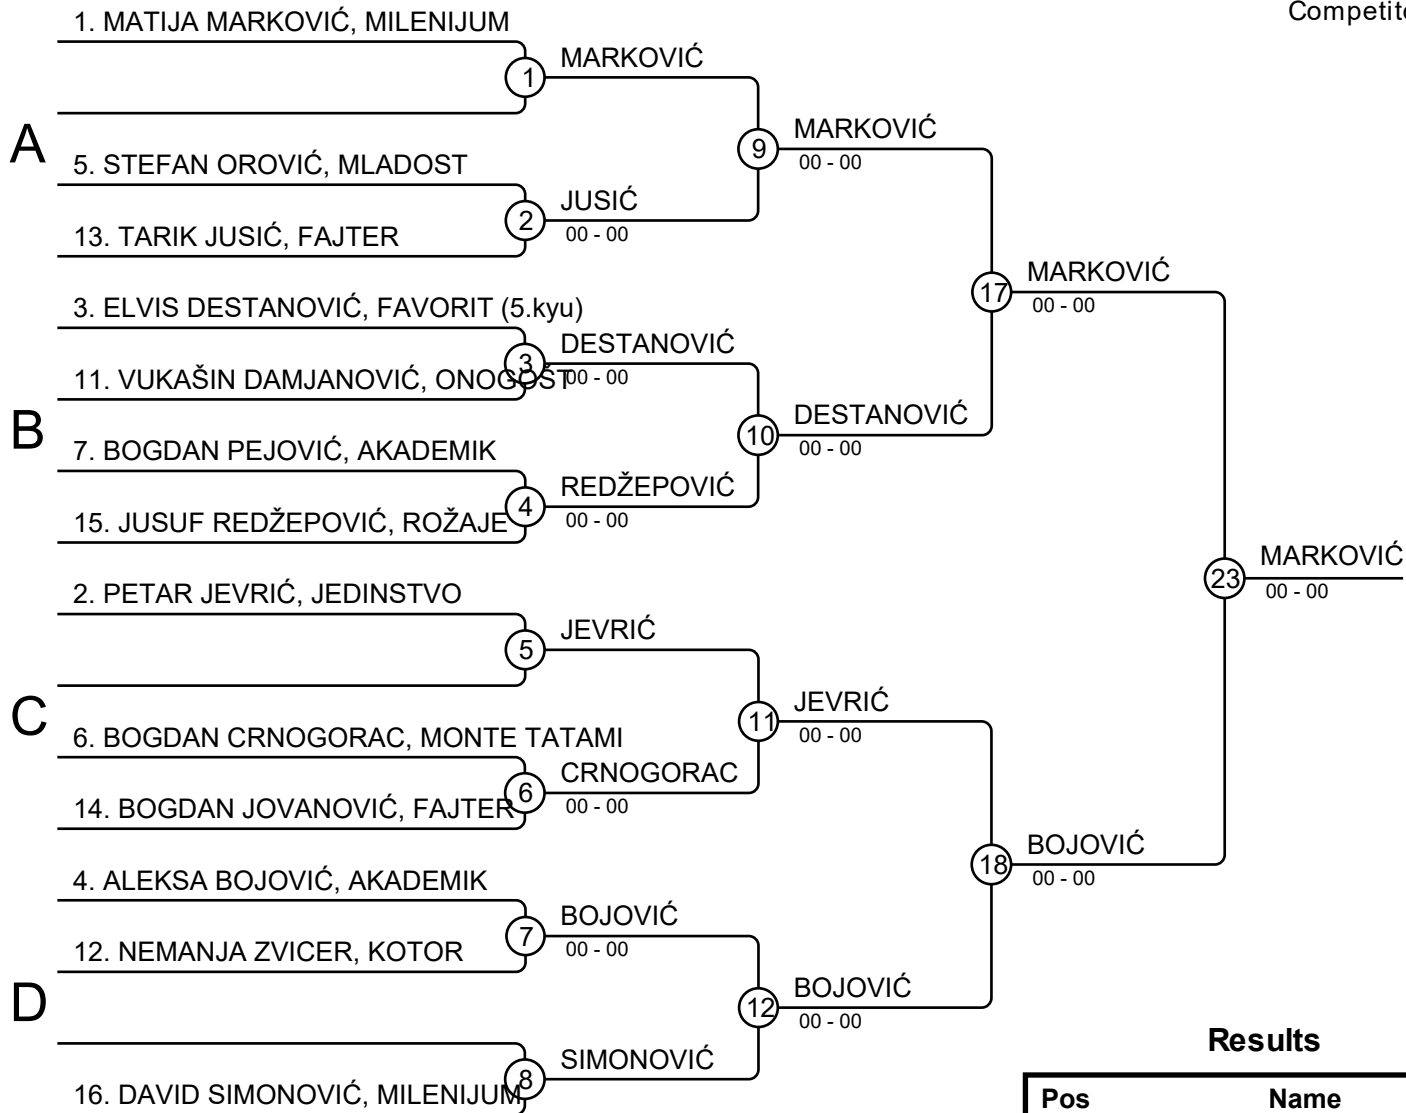 Competit
1. MATIJA MARKOVIĆ, MILENIJUM
1
MARKOVIĆ
A
9
MARKOVIĆ
00 - 00
5. STEFAN OROVIĆ, MLADOST
2
JUSIĆ
00 - 00
13. TARIK JUSIĆ, FAJTER
17
MARKOVIĆ
00 - 00
3. ELVIS DESTANOVIĆ, FAVORIT (5.kyu)
3
DESTANOVIĆ
00 - 00
11. VUKAŠIN DAMJANOVIĆ, ONOGOŠT
B
10
DESTANOVIĆ
00 - 00
7. BOGDAN PEJOVIĆ, AKADEMIK
4
REDŽEPOVIĆ
00 - 00
15. JUSUF REDŽEPOVIĆ, ROŽAJE
23
MARKOVIĆ
00 - 00
2. PETAR JEVRIĆ, JEDINSTVO
5
JEVRIĆ
C
11
JEVRIĆ
00 - 00
6. BOGDAN CRNOGORAC, MONTE TATAMI
6
CRNOGORAC
00 - 00
14. BOGDAN JOVANOVIĆ, FAJTER
18
BOJOVIĆ
00 - 00
4. ALEKSA BOJOVIĆ, AKADEMIK
7
BOJOVIĆ
00 - 00
12. NEMANJA ZVICER, KOTOR
D
12
BOJOVIĆ
00 - 00
8
SIMONOVIĆ
16. DAVID SIMONOVIĆ, MILENIJUM
Results
Pos Name